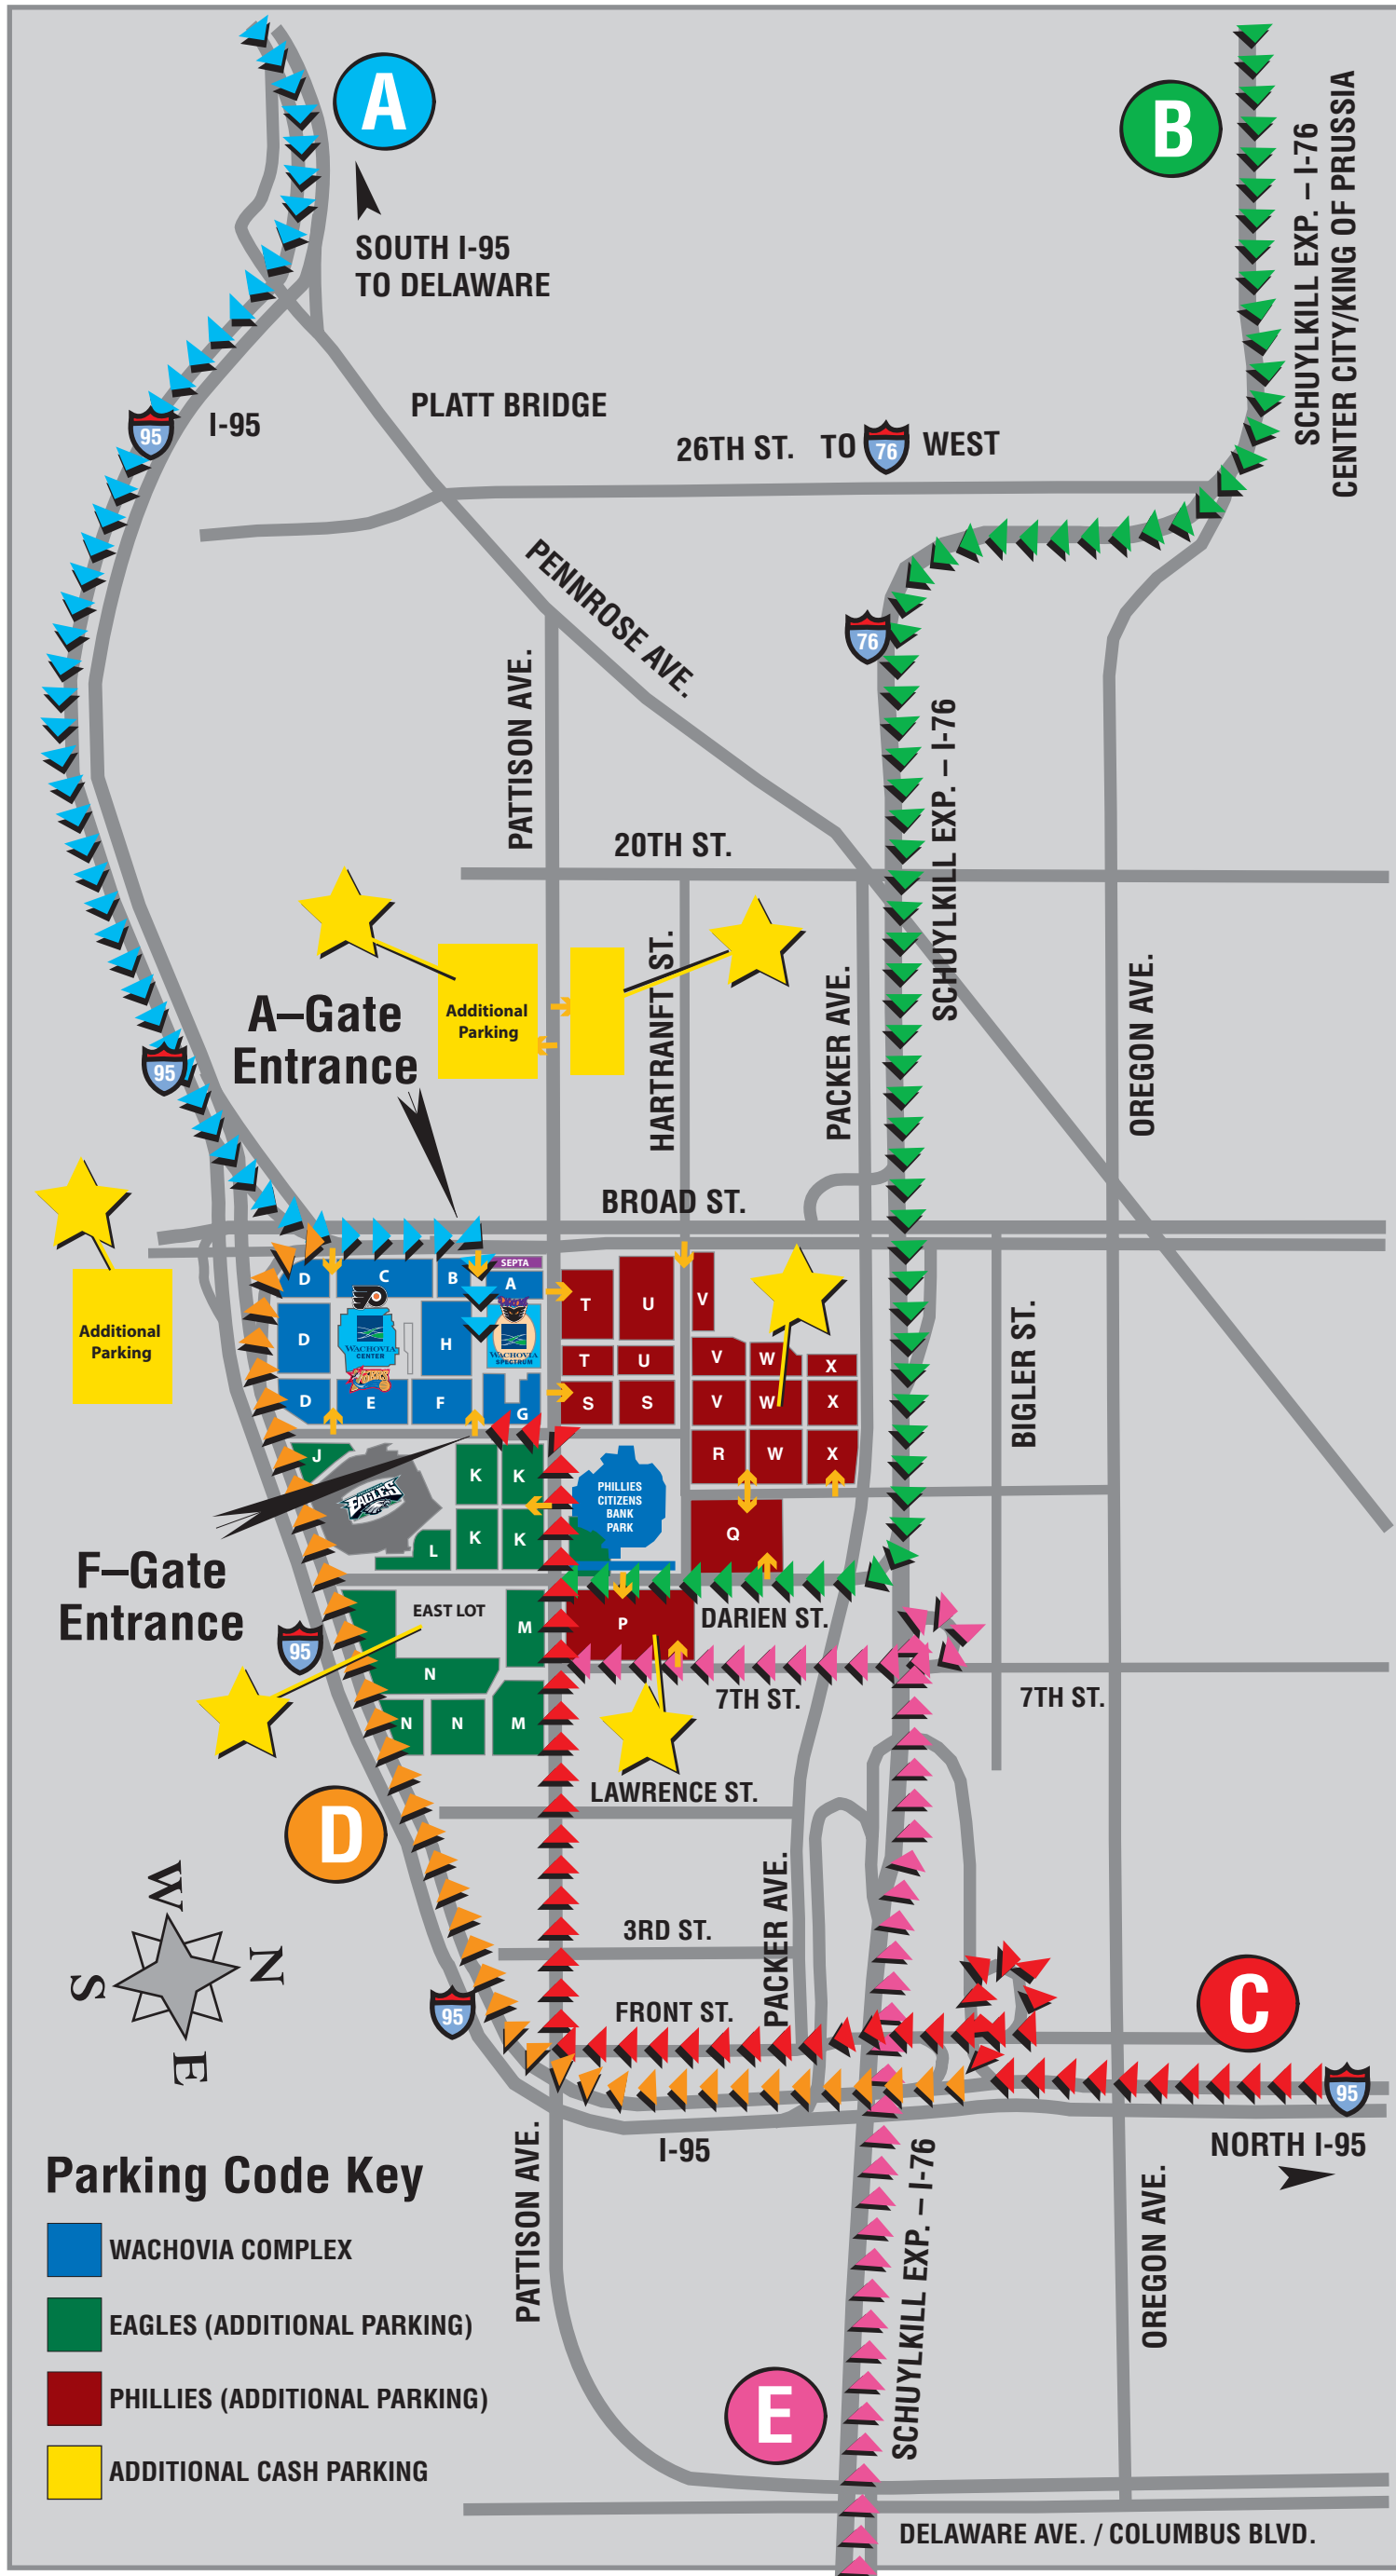 A
B
SCHUYLKILL EXP. – I-76
CENTER CITY/KING OF PRUSSIA
SOUTH I-95
TO DELAWARE
PLATT BRIDGE
95
I-95
26TH ST. TO 76 WEST
PENNROSE AVE.
76
PATTISON AVE.
SCHUYLKILL EXP. – I-76
20TH ST.
HARTRANFT ST.
PACKER AVE.
OREGON AVE.
Additional
Parking
A–Gate
Entrance
95
BROAD ST.
Additional
Parking
SEPTA
D
C
B
A
T
U
V
D
WACHOVIA
CENTER
H
WACHOVIA
SPECTRUM
T
U
V
W
X
D
E
F
G
S
S
V
W
X
BIGLER ST.
J
K
K
R
W
X
EAGLES
PHILLIES
CITIZENS
BANK
PARK
L
K
K
Q
F–Gate
Entrance
EAST LOT
M
P
DARIEN ST.
95
N
7TH ST.
7TH ST.
N
N
M
LAWRENCE ST.
D
W
N
S
E
3RD ST.
PACKER AVE.
FRONT ST.
95
C
95
I-95
NORTH I-95
PATTISON AVE.
SCHUYLKILL EXP. – I-76
OREGON AVE.
Parking Code Key
WACHOVIA COMPLEX
EAGLES (ADDITIONAL PARKING)
PHILLIES (ADDITIONAL PARKING)
ADDITIONAL CASH PARKING
E
DELAWARE AVE. / COLUMBUS BLVD.